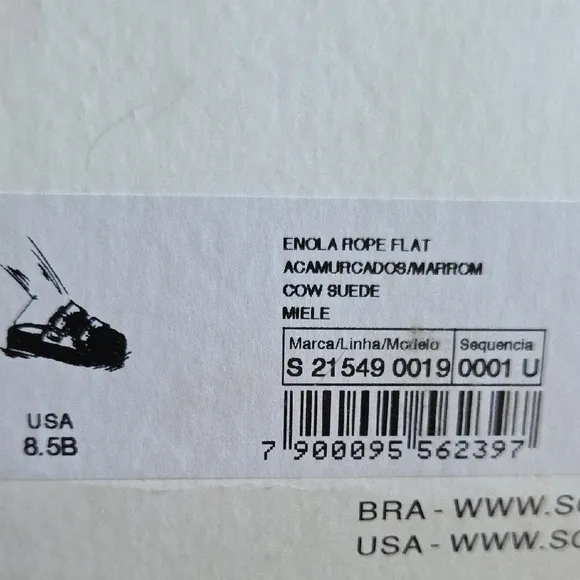 ENOLA ROPE FLAT
ACAMURCADOS/MARROM
COW SUEDE
MIELE
Marca/Linha/Modelo Sequencia
S 21549 0019 0001 U
USA
8.5B
7 900095 562397
BRA - WWW.SC
USA - WWW.SC